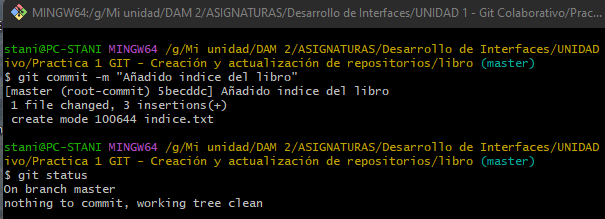 MINGW64:/g/Mi unidad/DAM 2/ASIGNATURAS/Desarrollo de Interfaces/UNIDAD 1 - Git Colaborativo/Prac...
stani@PC-STANI MINGW64 /g/Mi unidad/DAM 2/ASIGNATURAS/Desarrollo de Interfaces/UNIDAD
ivo/Practica 1 GIT - Creación y actualización de repositorios/libro (master)
$ git commit -m "Añadido indice del libro"
[master (root-commit) 5becddc] Añadido indice del libro
 1 file changed, 3 insertions(+)
 create mode 100644 indice.txt
stani@PC-STANI MINGW64 /g/Mi unidad/DAM 2/ASIGNATURAS/Desarrollo de Interfaces/UNIDAD
ivo/Practica 1 GIT - Creación y actualización de repositorios/libro (master)
$ git status
On branch master
nothing to commit, working tree clean